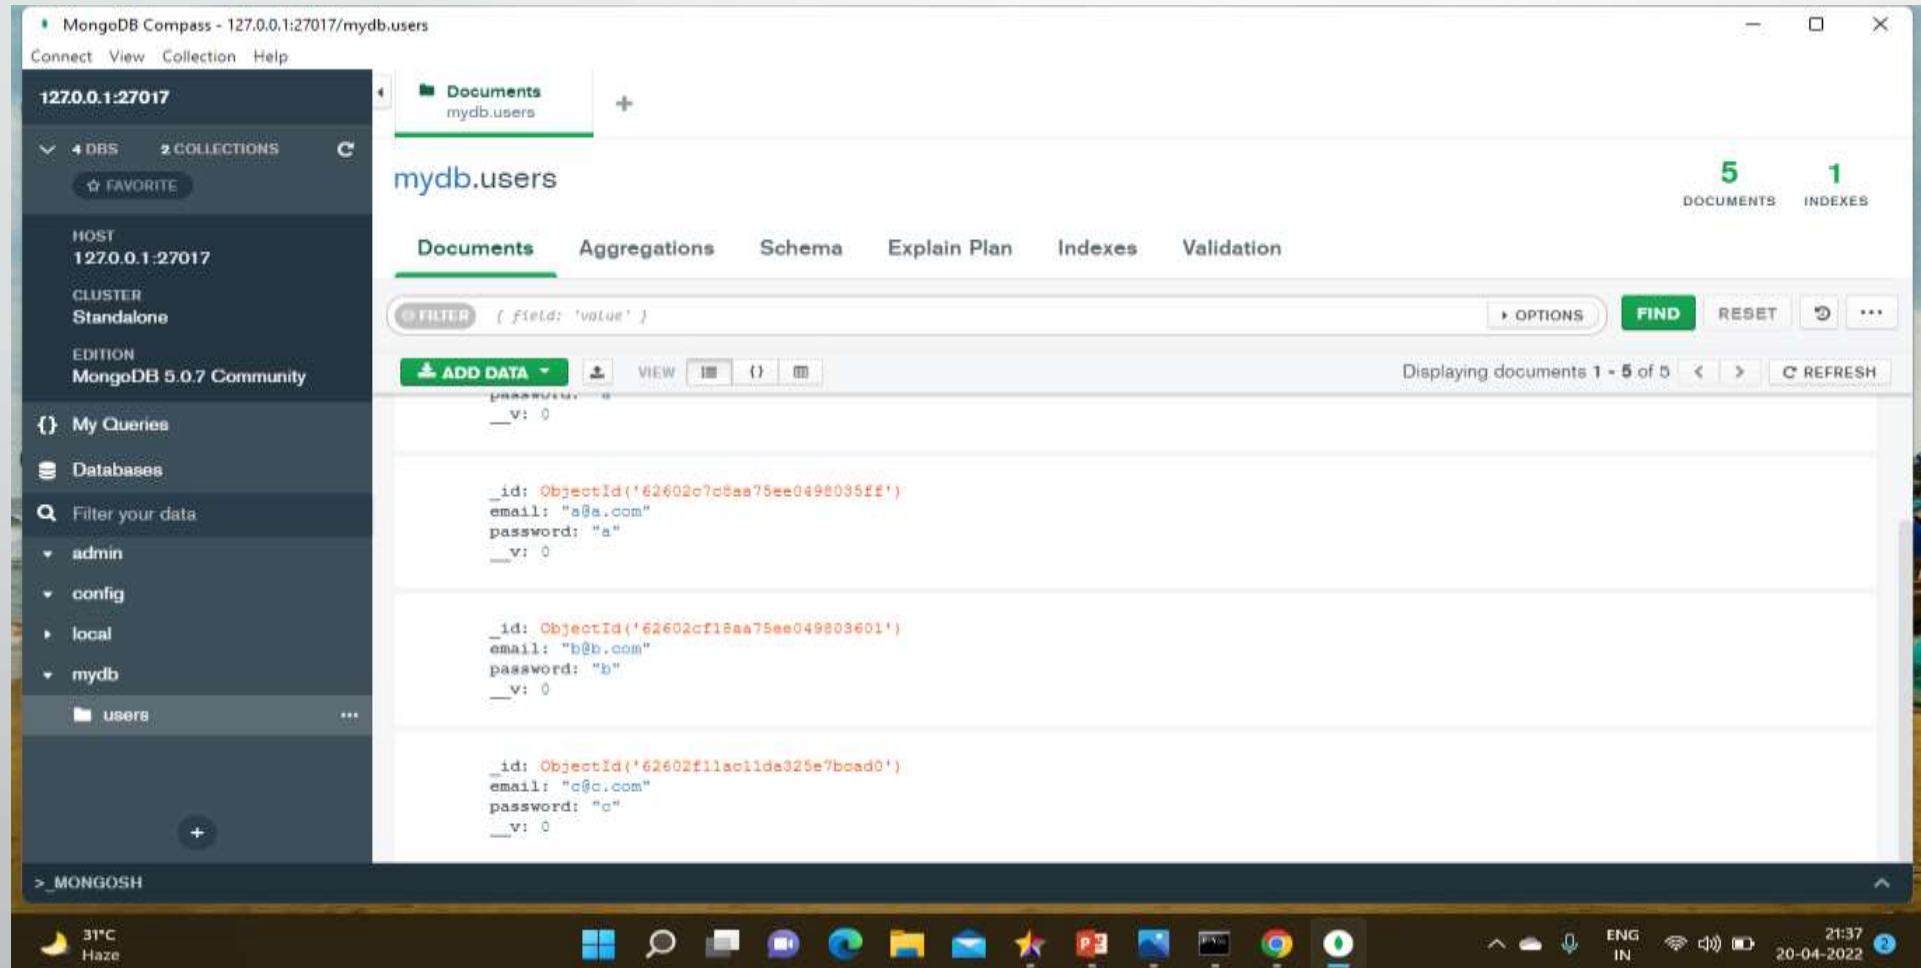 MongoDB Compass - 127.0.0.1:27017/mydb.users
Connect View Collection Help
127.0.0.1:27017
Documents
mydb.users
4 DBS 2 COLLECTIONS
FAVORITE
mydb.users
5
DOCUMENTS
1
INDEXES
HOST
127.0.0.1:27017
CLUSTER
Standalone
EDITION
MongoDB 5.0.7 Community
Documents Aggregations Schema Explain Plan Indexes Validation
FILTER { field: 'value' } OPTIONS FIND RESET
ADD DATA VIEW {} Displaying documents 1 - 5 of 5 REFRESH
{} My Queries
Databases
Filter your data
admin
config
local
mydb
users
password: "a"
__v: 0
_id: ObjectId('62602c7c8aa75ee0498035ff')
email: "a@a.com"
password: "a"
__v: 0
_id: ObjectId('62602cf18aa75ee049803601')
email: "b@b.com"
password: "b"
__v: 0
_id: ObjectId('62602f11ac11da325e7bcad0')
email: "c@c.com"
password: "c"
__v: 0
>_MONGOSH
31°C
Haze
ENG
IN
21:37
20-04-2022
2